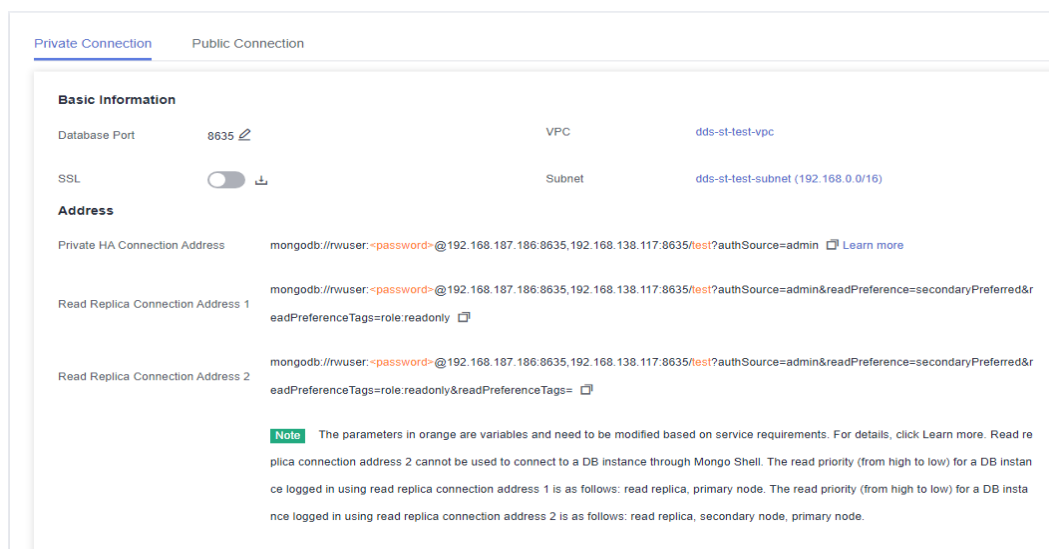 Private Connection Public Connection
Basic Information
Database Port 8635 VPC dds-st-test-vpc
SSL Subnet dds-st-test-subnet (192.168.0.0/16)
Address
Private HA Connection Address mongodb://rwuser:<password>@192.168.187.186:8635,192.168.138.117:8635/test?authSource=admin Learn more
mongodb://rwuser:<password>@192.168.187.186:8635,192.168.138.117:8635/test?authSource=admin&readPreference=secondaryPreferred&r
Read Replica Connection Address 1
eadPreferenceTags=role:readonly
mongodb://rwuser:<password>@192.168.187.186:8635,192.168.138.117:8635/test?authSource=admin&readPreference=secondaryPreferred&r
Read Replica Connection Address 2
eadPreferenceTags=role:readonly&readPreferenceTags=
Note The parameters in orange are variables and need to be modified based on service requirements. For details, click Learn more. Read re
plica connection address 2 cannot be used to connect to a DB instance through Mongo Shell. The read priority (from high to low) for a DB instan
ce logged in using read replica connection address 1 is as follows: read replica, primary node. The read priority (from high to low) for a DB insta
nce logged in using read replica connection address 2 is as follows: read replica, secondary node, primary node.